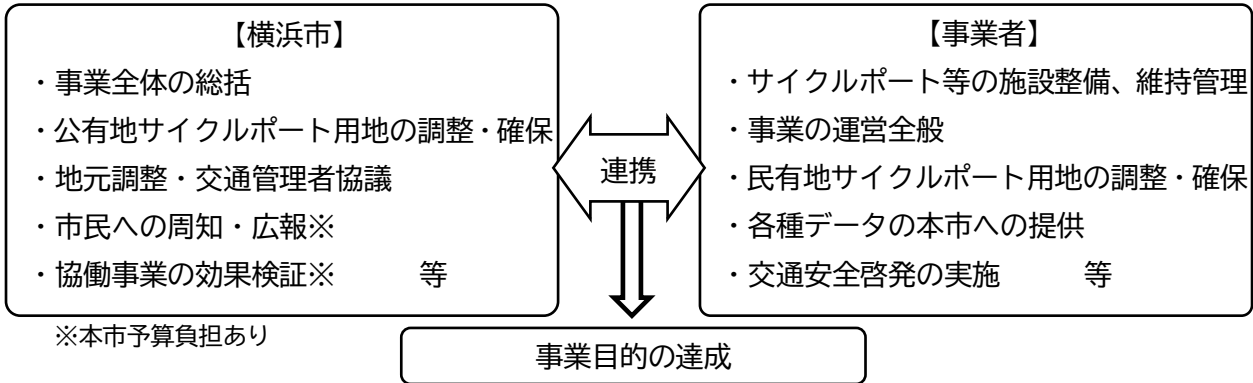 【横浜市】
・事業全体の総括
・公有地サイクルポート用地の調整・確保
・地元調整・交通管理者協議
・市民への周知・広報※
・協働事業の効果検証※　　　等
※本市予算負担あり
連携
【事業者】
・サイクルポート等の施設整備、維持管理
・事業の運営全般
・民有地サイクルポート用地の調整・確保
・各種データの本市への提供
・交通安全啓発の実施　　　等
事業目的の達成